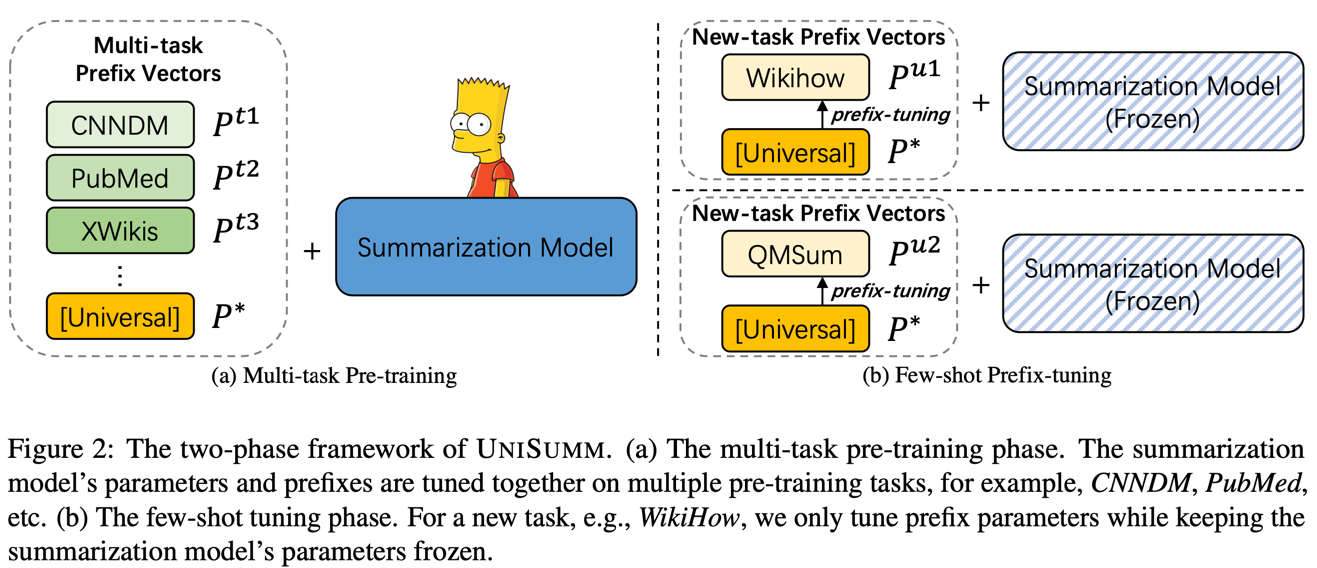 Multi-task
Prefix Vectors
CNNDM P^{t1}
PubMed P^{t2}
XWikis P^{t3}
⋮
[Universal] P*
+
Summarization Model
(a) Multi-task Pre-training
New-task Prefix Vectors
Wikihow P^{u1}
prefix-tuning
[Universal] P*
+
Summarization Model
(Frozen)
New-task Prefix Vectors
QMSum P^{u2}
prefix-tuning
[Universal] P*
+
Summarization Model
(Frozen)
(b) Few-shot Prefix-tuning
Figure 2: The two-phase framework of UNISUMM. (a) The multi-task pre-training phase. The summarization
model's parameters and prefixes are tuned together on multiple pre-training tasks, for example, CNNDM, PubMed,
etc. (b) The few-shot tuning phase. For a new task, e.g., WikiHow, we only tune prefix parameters while keeping the
summarization model's parameters frozen.